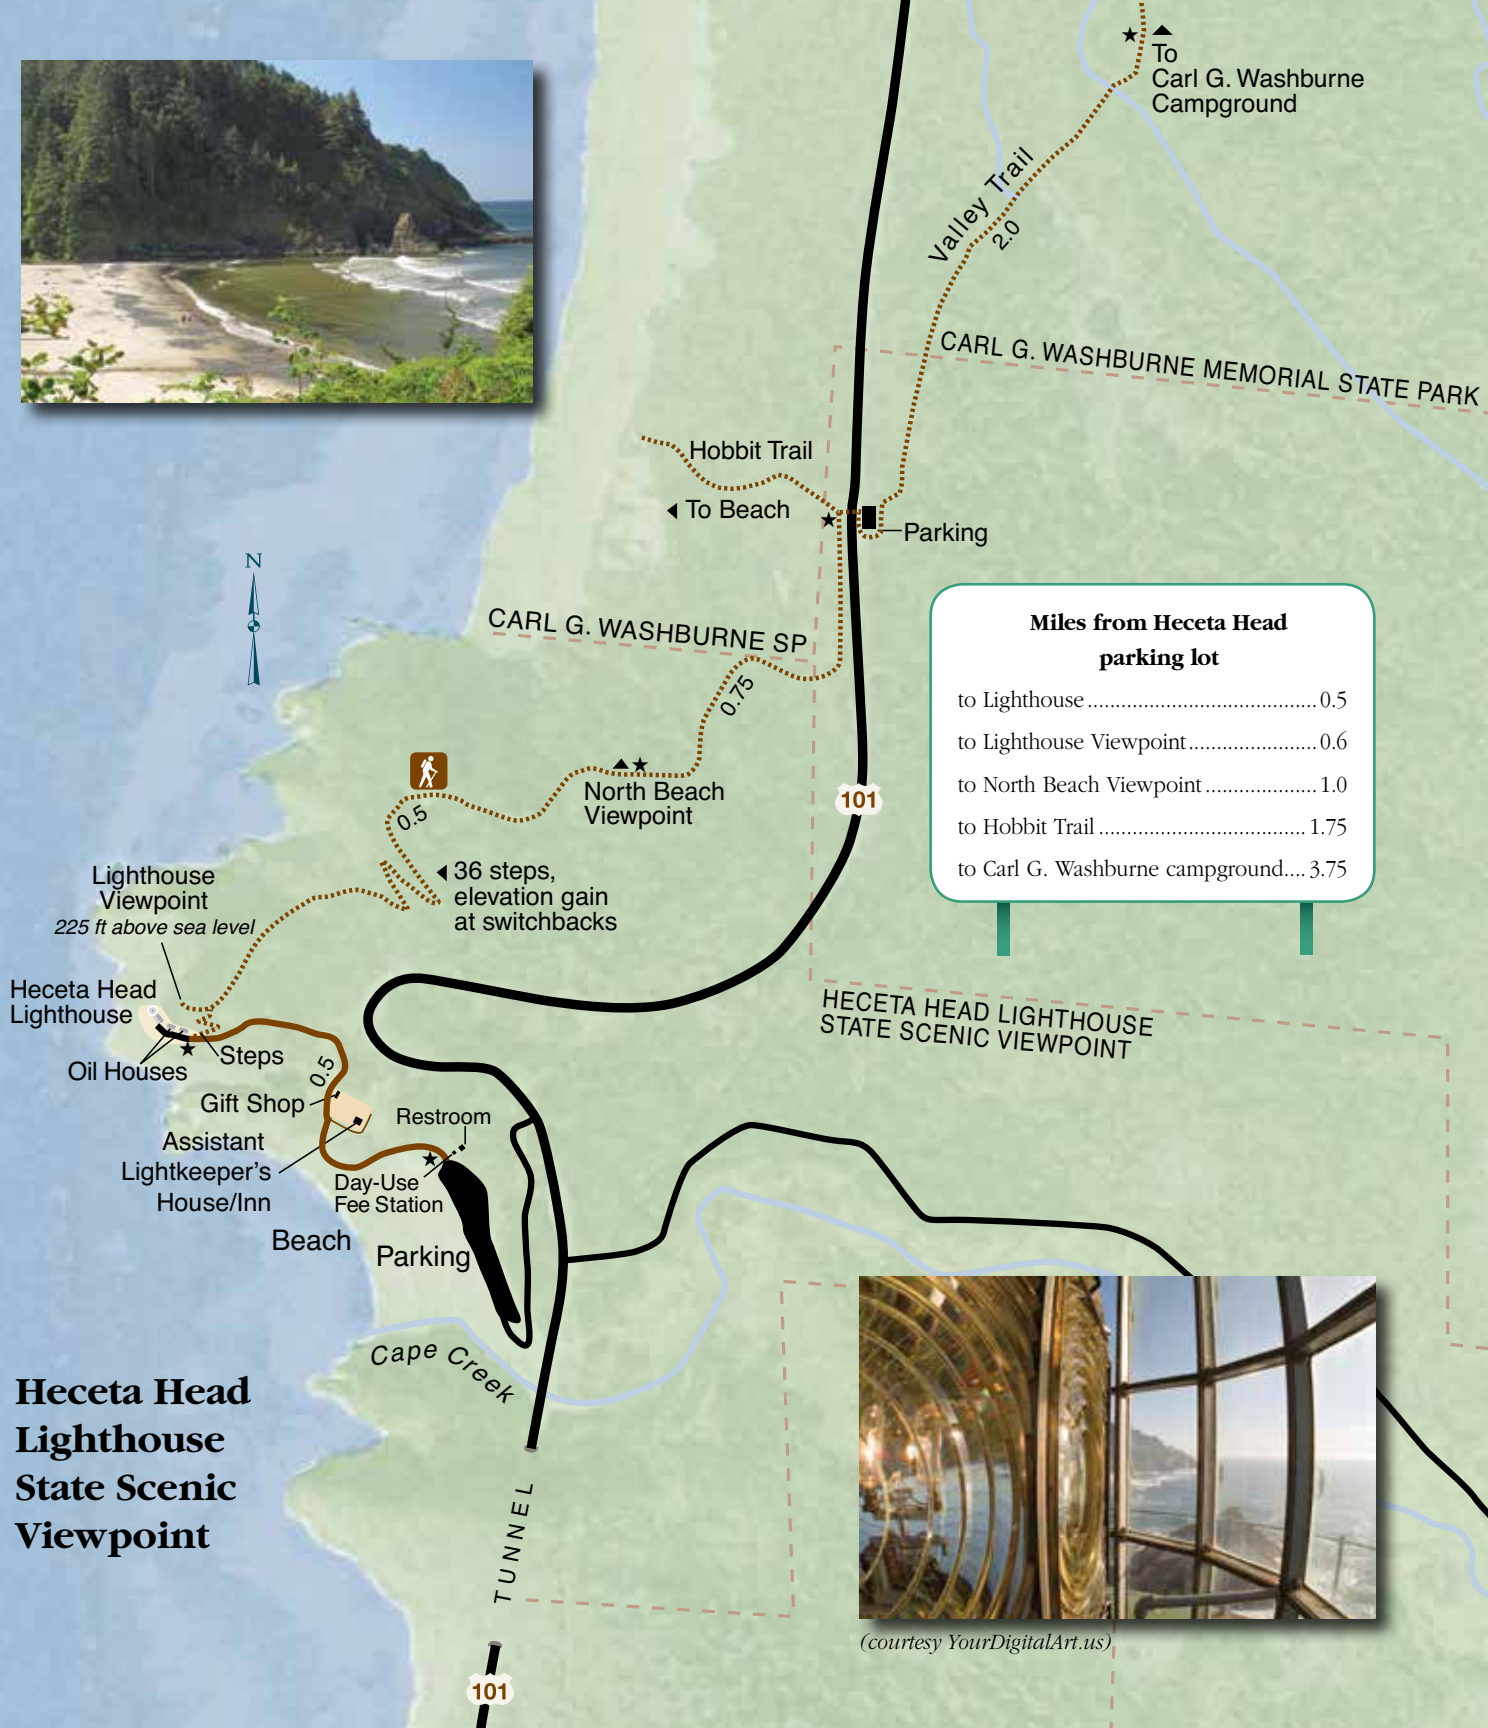 To
Carl G. Washburne
Campground
Valley Trail
2.0
CARL G. WASHBURNE MEMORIAL STATE PARK
Hobbit Trail
To Beach
Parking
N
CARL G. WASHBURNE SP
0.75
Miles from Heceta Head
parking lot
to Lighthouse.........................................0.5
to Lighthouse Viewpoint.......................0.6
to North Beach Viewpoint....................1.0
to Hobbit Trail.....................................1.75
to Carl G. Washburne campground....3.75
North Beach
Viewpoint
101
0.5
36 steps,
elevation gain
at switchbacks
Lighthouse
Viewpoint
225 ft above sea level
Heceta Head
Lighthouse
HECETA HEAD LIGHTHOUSE
STATE SCENIC VIEWPOINT
Steps
Oil Houses
0.5
Gift Shop
Restroom
Assistant
Lightkeeper's
House/Inn
Day-Use
Fee Station
Beach
Parking
Cape Creek
Heceta Head
Lighthouse
State Scenic
Viewpoint
TUNNEL
(courtesy YourDigitalArt.us)
101